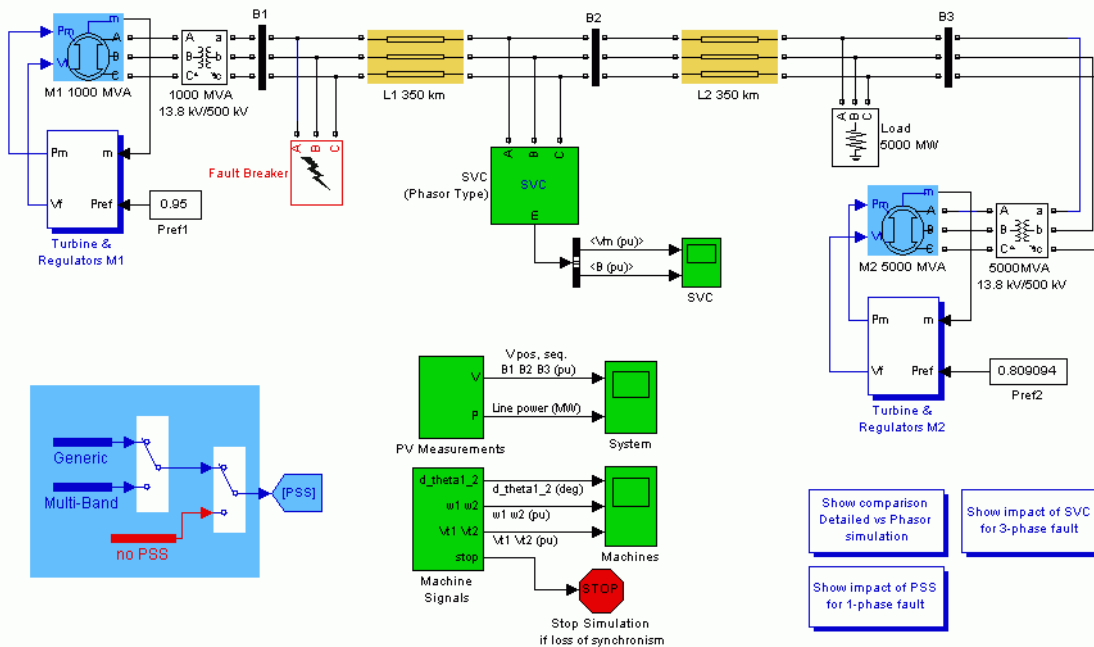 B1
B2
B3
Pm
m
A
Vf
B
C
M1 1000 MVA
A a
B b
C c
1000 MVA
13.8 kV/500 kV
L1 350 km
L2 350 km
Pm
m
Vf
Pref
0.95
Pref1
Turbine &
Regulators M1
A B C
Fault Breaker
A B C
SVC
m
SVC
(Phasor Type)
<Vm (pu)>
<B (pu)>
SVC
A B C
Load
5000 MW
Pm
m
A
Vf
B
C
M2 5000 MVA
A a
B b
C c
5000MVA
13.8 kV/500 kV
Pm
m
Vf
Pref
0.809094
Pref2
Turbine &
Regulators M2
Generic
Multi-Band
no PSS
[PSS]
V
P
PV Measurements
Vpos. seq.
B1 B2 B3 (pu)
Line power (MW)
System
d_theta1_2
w1 w2
Vt1 Vt2
stop
Machine
Signals
d_theta1_2 (deg)
w1 w2 (pu)
Vt1 Vt2 (pu)
Machines
STOP
Stop Simulation
if loss of synchronism
Show comparison
Detailed vs Phasor
simulation
Show impact of SVC
for 3-phase fault
Show impact of PSS
for 1-phase fault